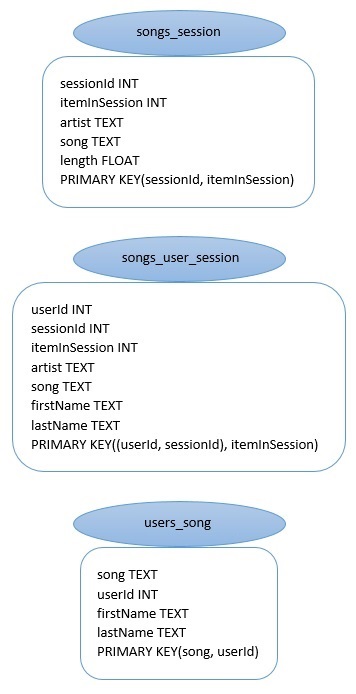 songs_session
sessionId INT
itemInSession INT
artist TEXT
song TEXT
length FLOAT
PRIMARY KEY(sessionId, itemInSession)
songs_user_session
userId INT
sessionId INT
itemInSession INT
artist TEXT
song TEXT
firstName TEXT
lastName TEXT
PRIMARY KEY((userId, sessionId), itemInSession)
users_song
song TEXT
userId INT
firstName TEXT
lastName TEXT
PRIMARY KEY(song, userId)